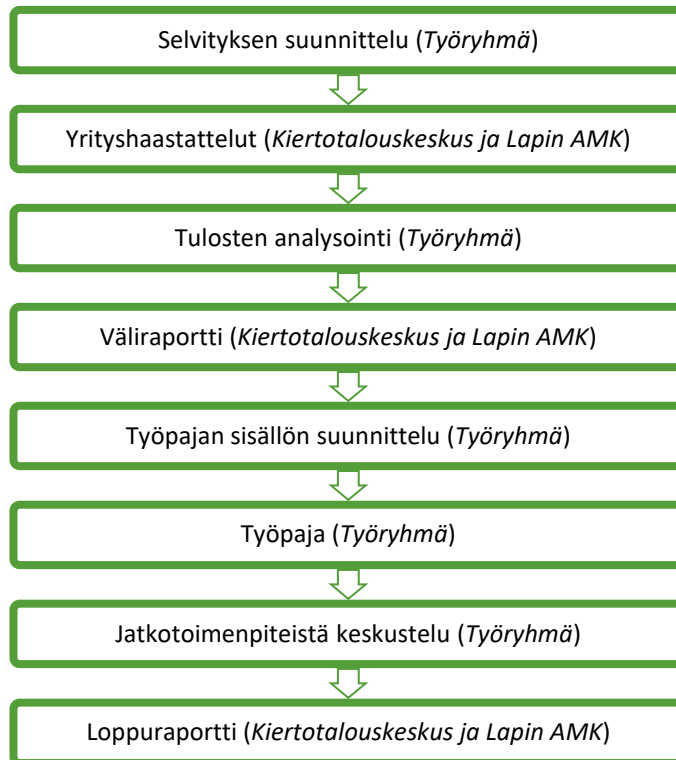 Selvityksen suunnittelu (Työryhmä)
Yrityshaastattelut (Kiertotalouskeskus ja Lapin AMK)
Tulosten analysointi (Työryhmä)
Väliraportti (Kiertotalouskeskus ja Lapin AMK)
Työpajan sisällön suunnittelu (Työryhmä)
Työpaja (Työryhmä)
Jatkotoimenpiteistä keskustelu (Työryhmä)
Loppuraportti (Kiertotalouskeskus ja Lapin AMK)